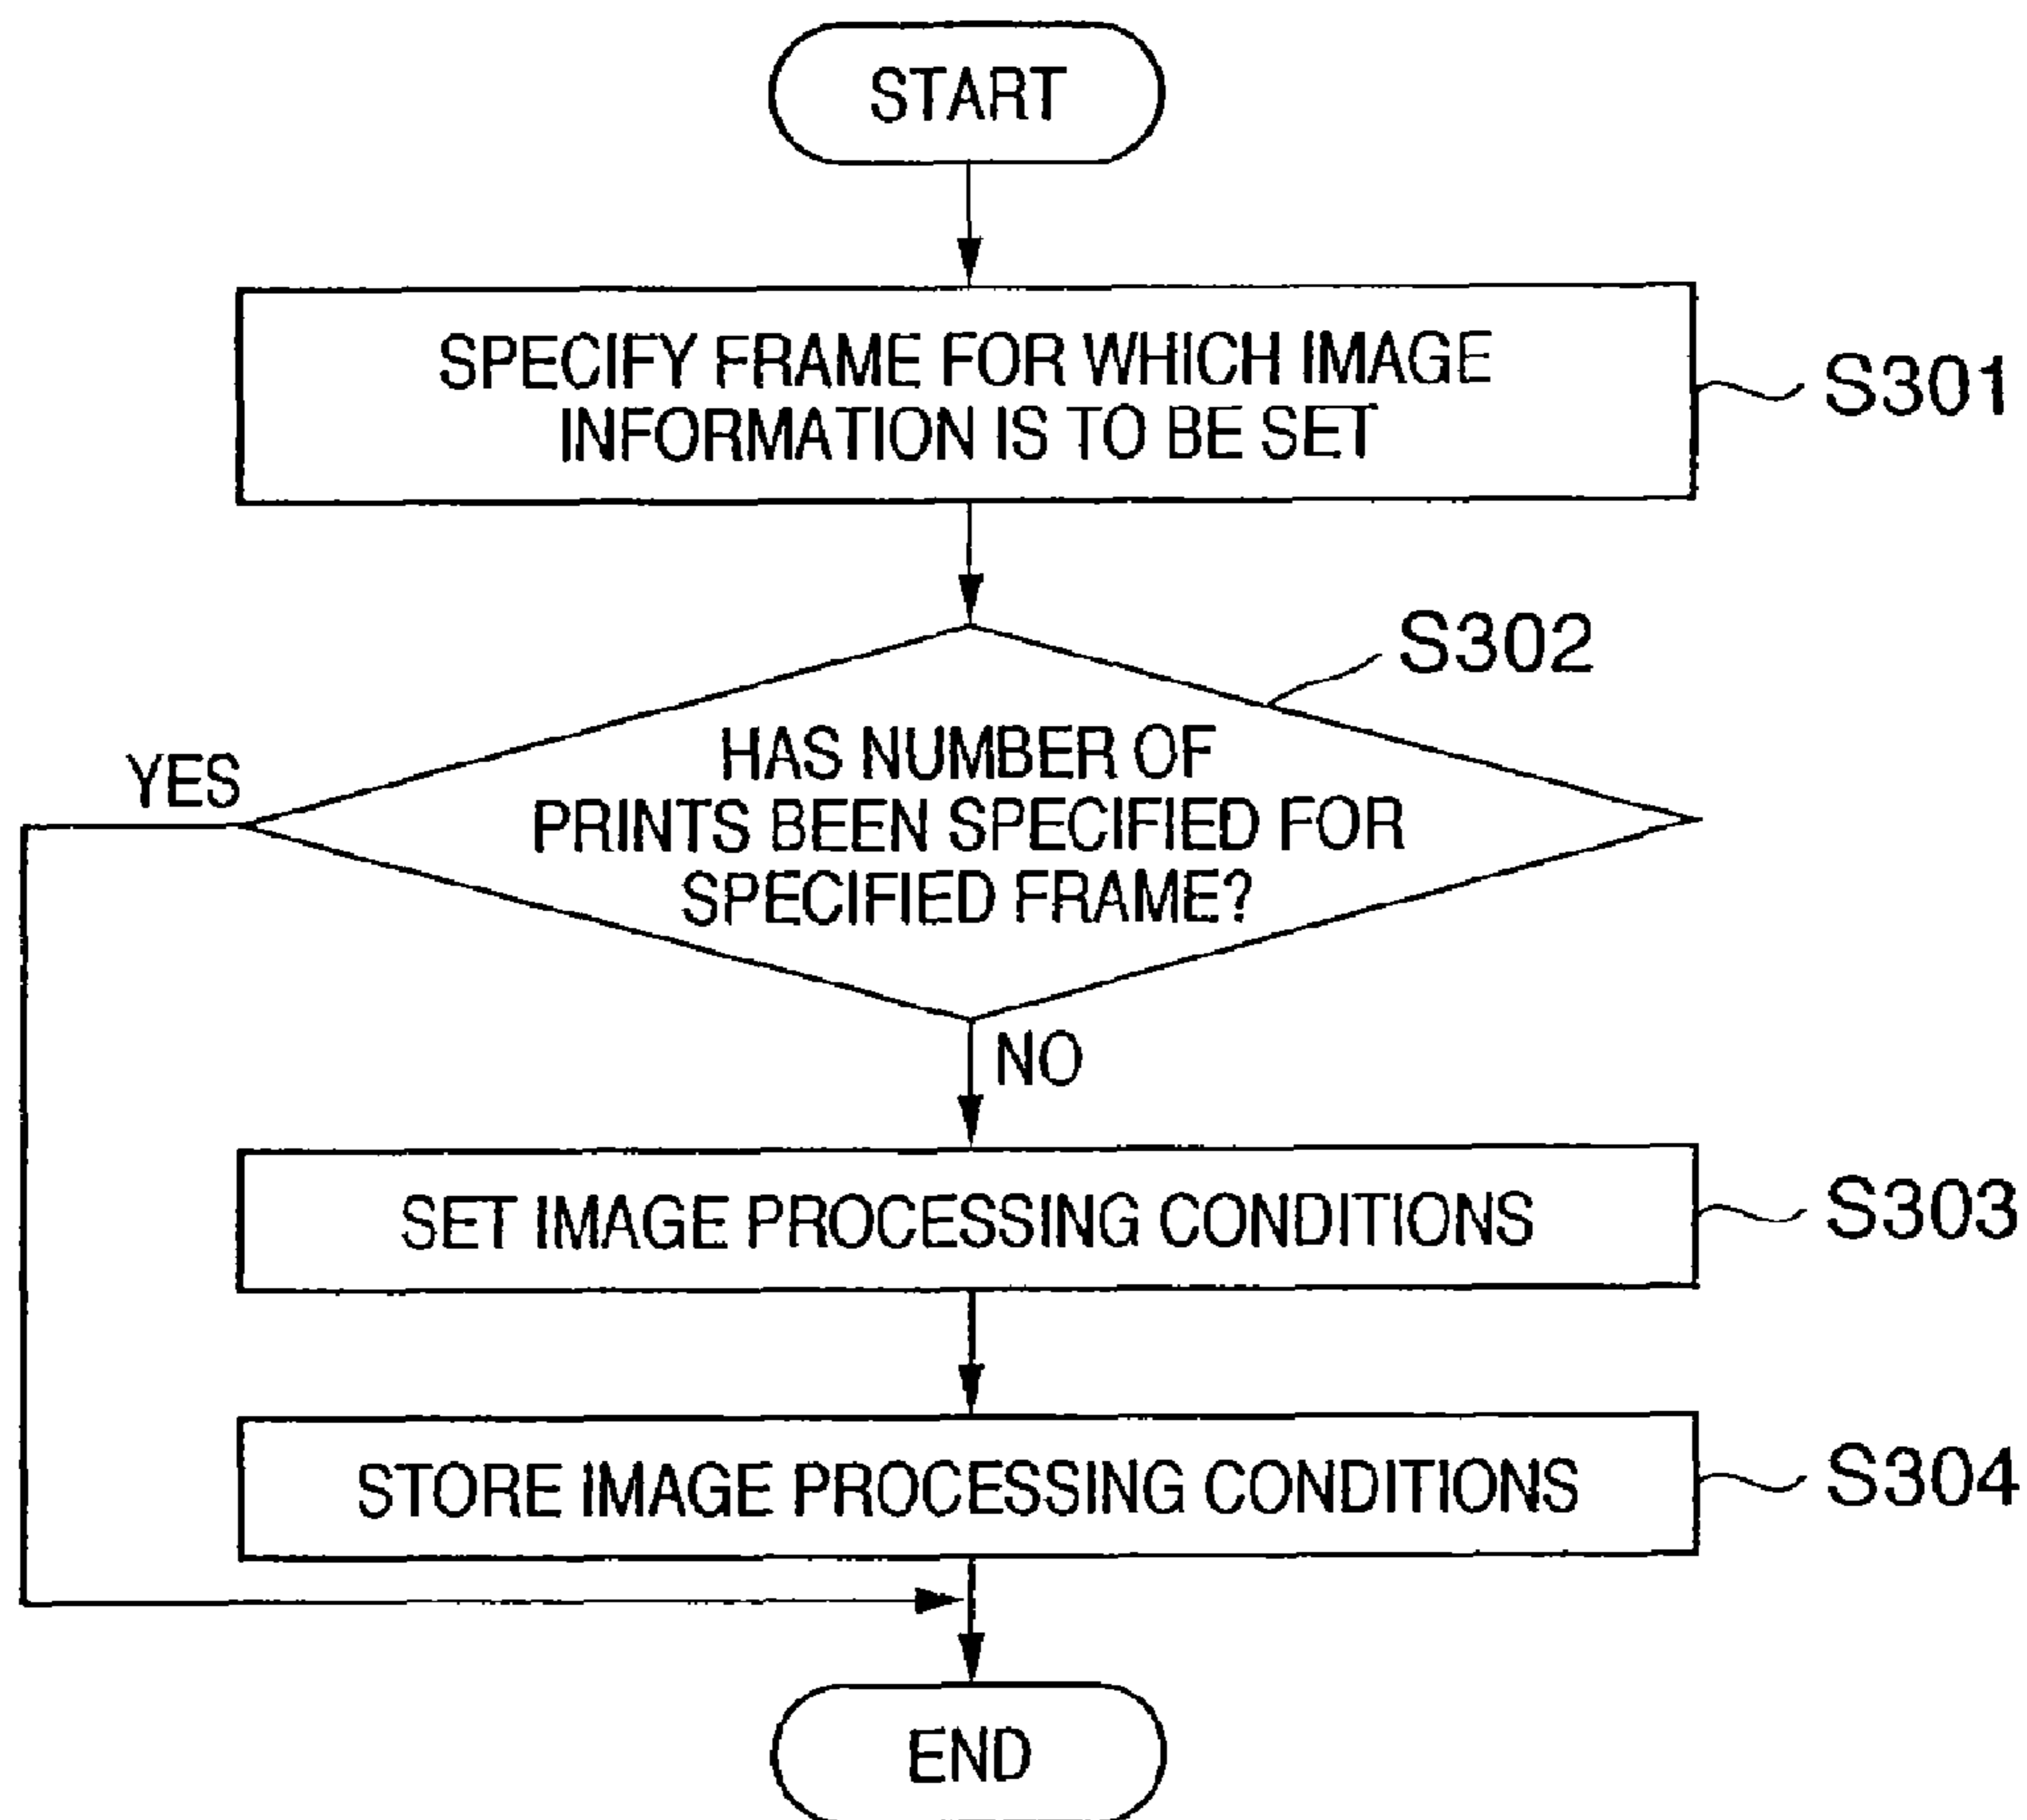 START
SPECIFY FRAME FOR WHICH IMAGE
INFORMATION IS TO BE SET
S301
S302
HAS NUMBER OF
PRINTS BEEN SPECIFIED FOR
SPECIFIED FRAME?
YES
NO
SET IMAGE PROCESSING CONDITIONS
S303
STORE IMAGE PROCESSING CONDITIONS
S304
END